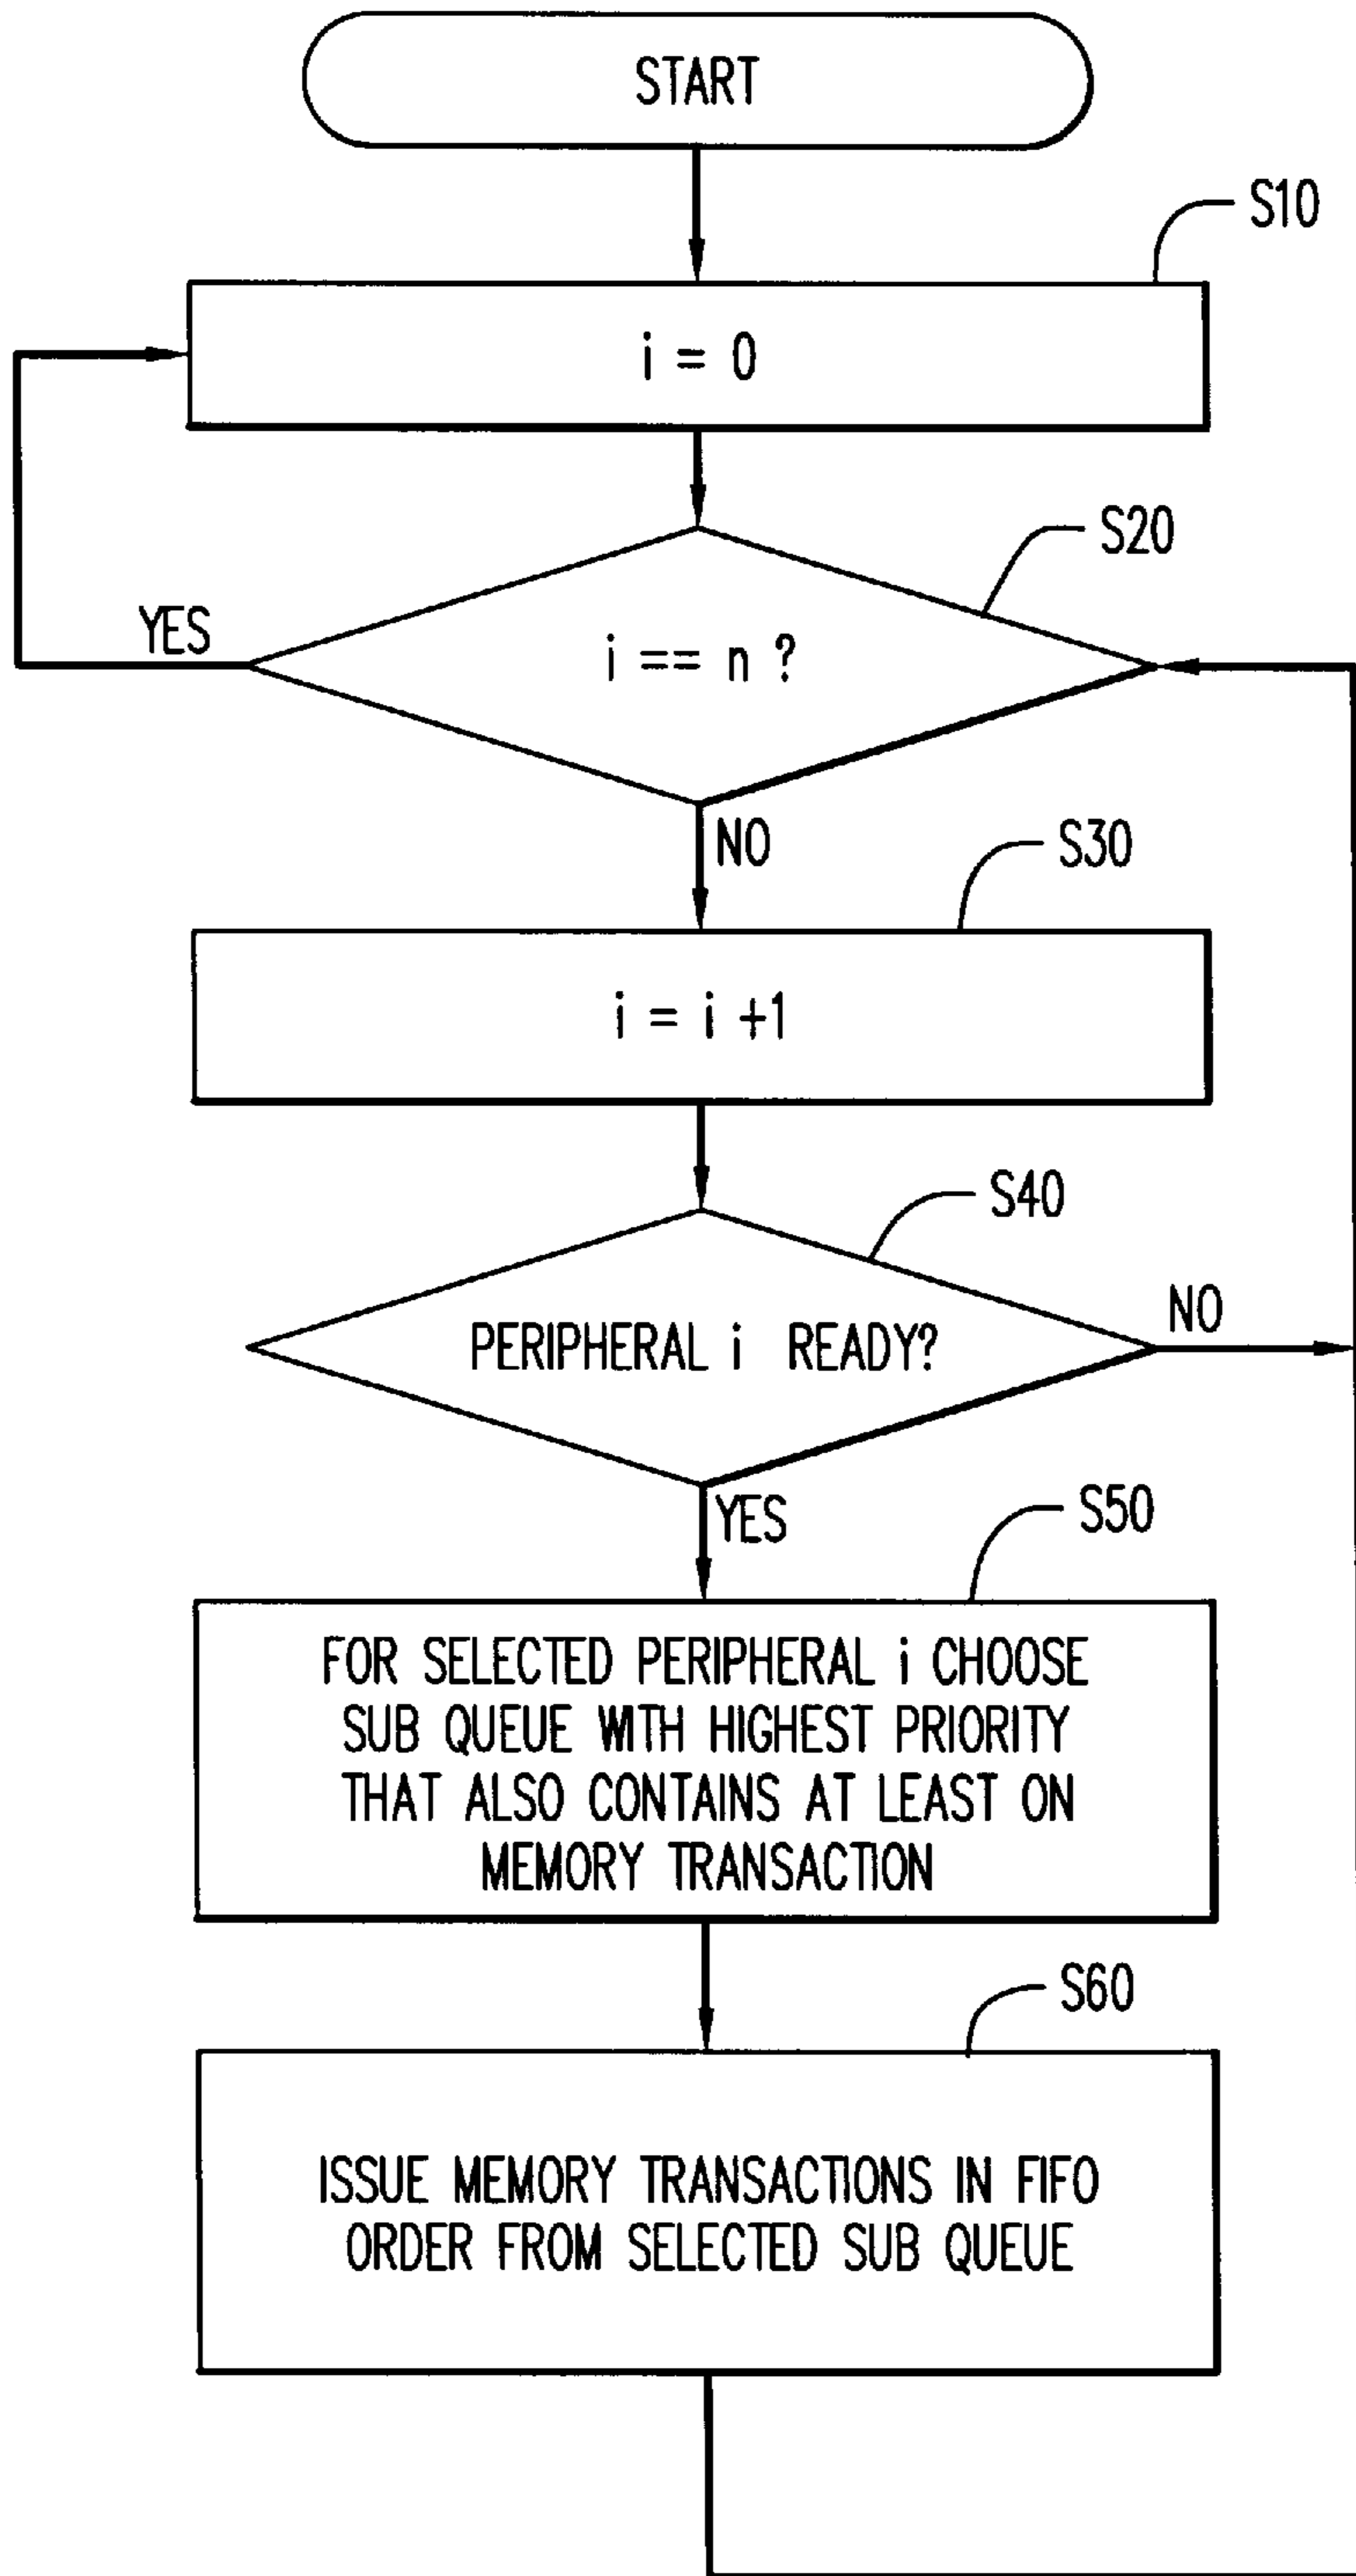 START
S10
i = 0
S20
YES
i == n ?
NO
S30
i = i +1
S40
PERIPHERAL i READY?
NO
YES
S50
FOR SELECTED PERIPHERAL i CHOOSE
SUB QUEUE WITH HIGHEST PRIORITY
THAT ALSO CONTAINS AT LEAST ON
MEMORY TRANSACTION
S60
ISSUE MEMORY TRANSACTIONS IN FIFO
ORDER FROM SELECTED SUB QUEUE